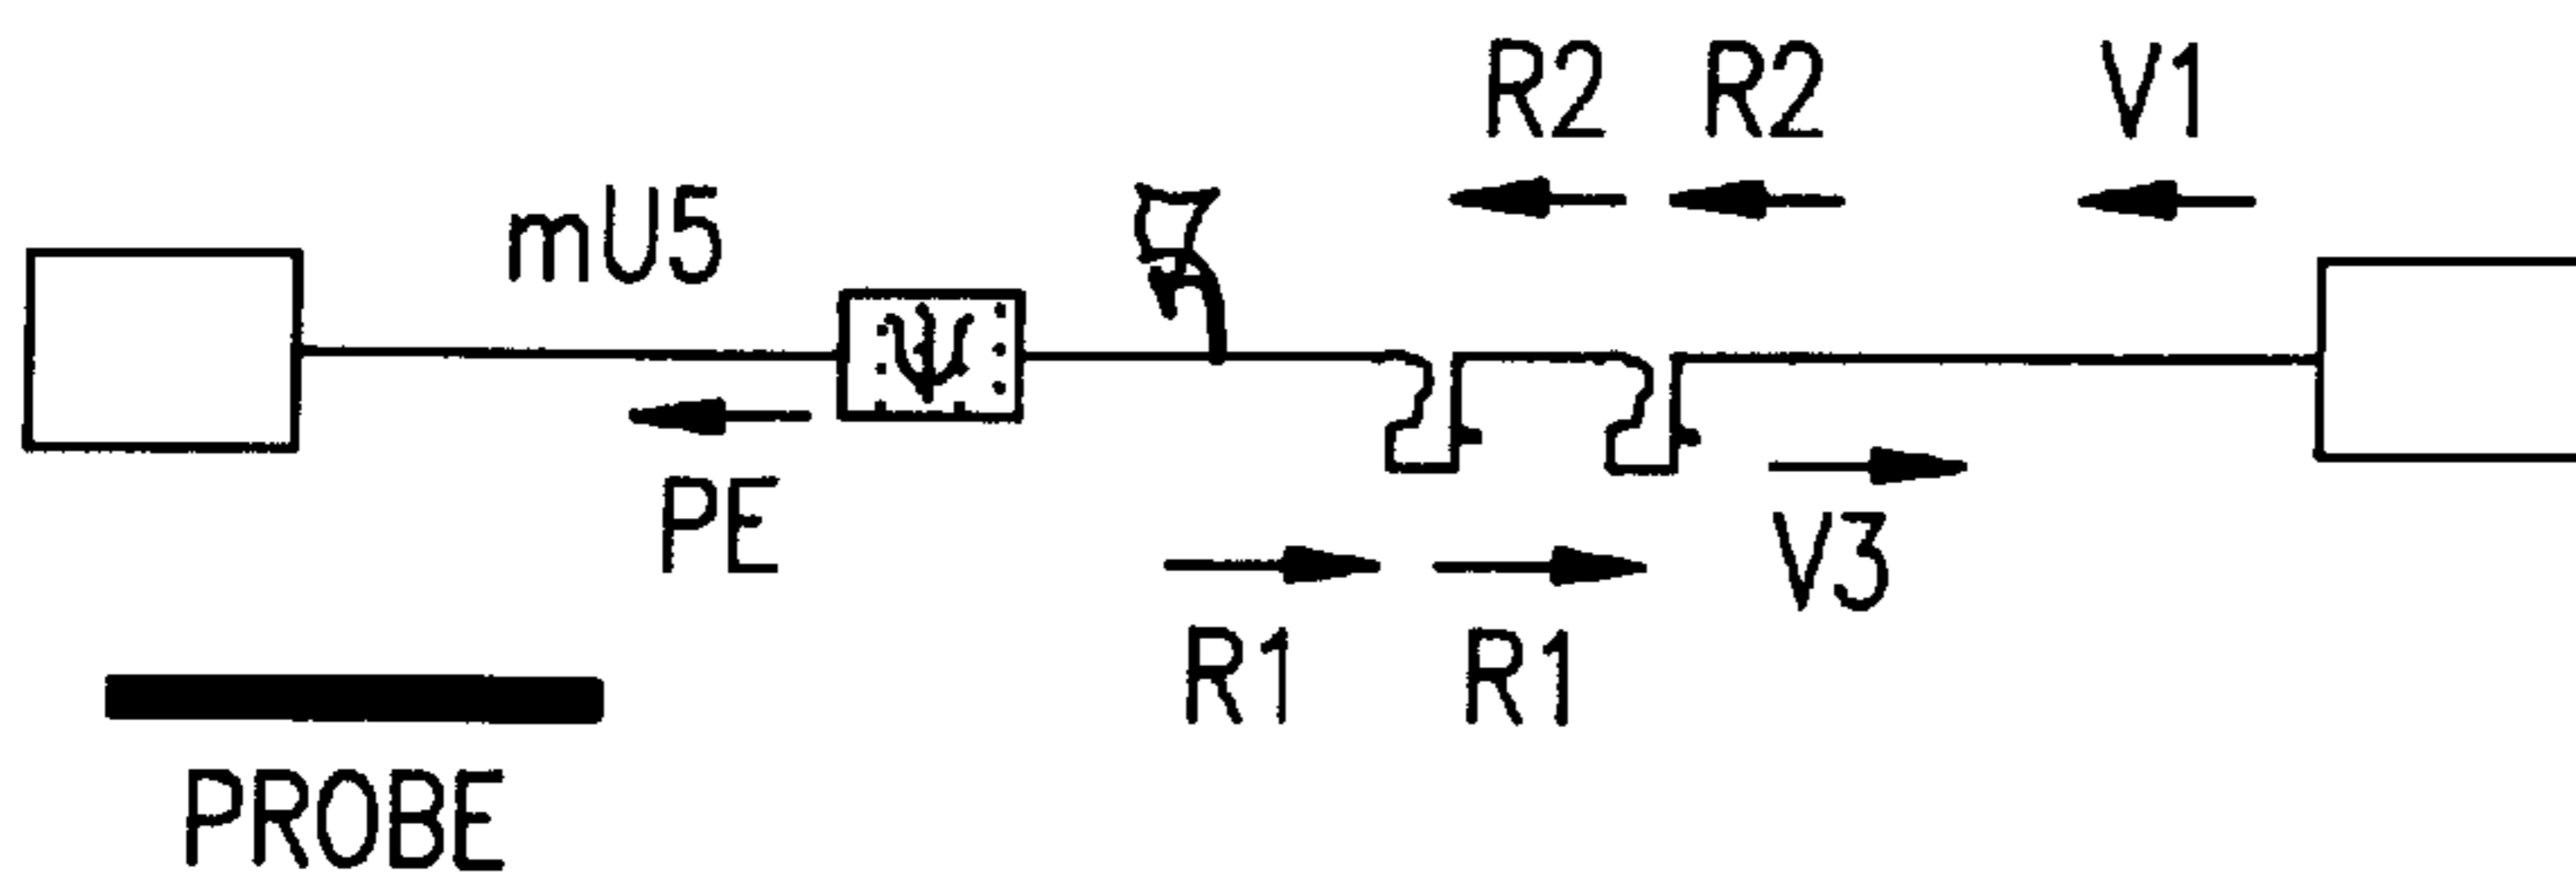 R2 R2 V1
mU5
Ψ
PE
V3
R1 R1
PROBE